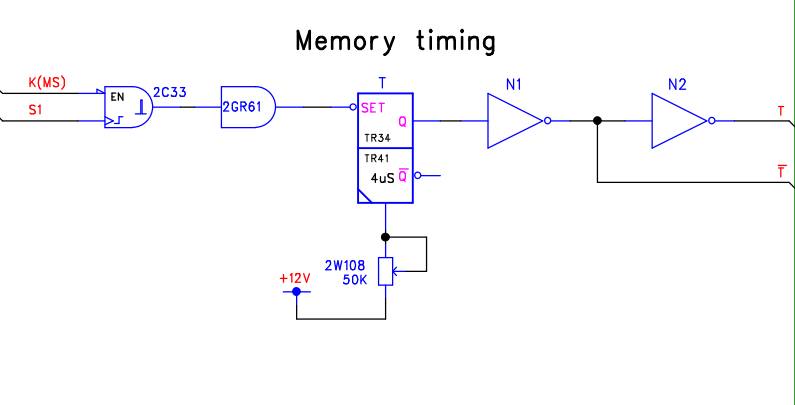 Memory timing
K(MS)
EN
2C33
S1
2GR61
T
SET
Q
TR34
TR41
4uS
Q̅
N1
N2
T
T̅
2W108
50K
+12V